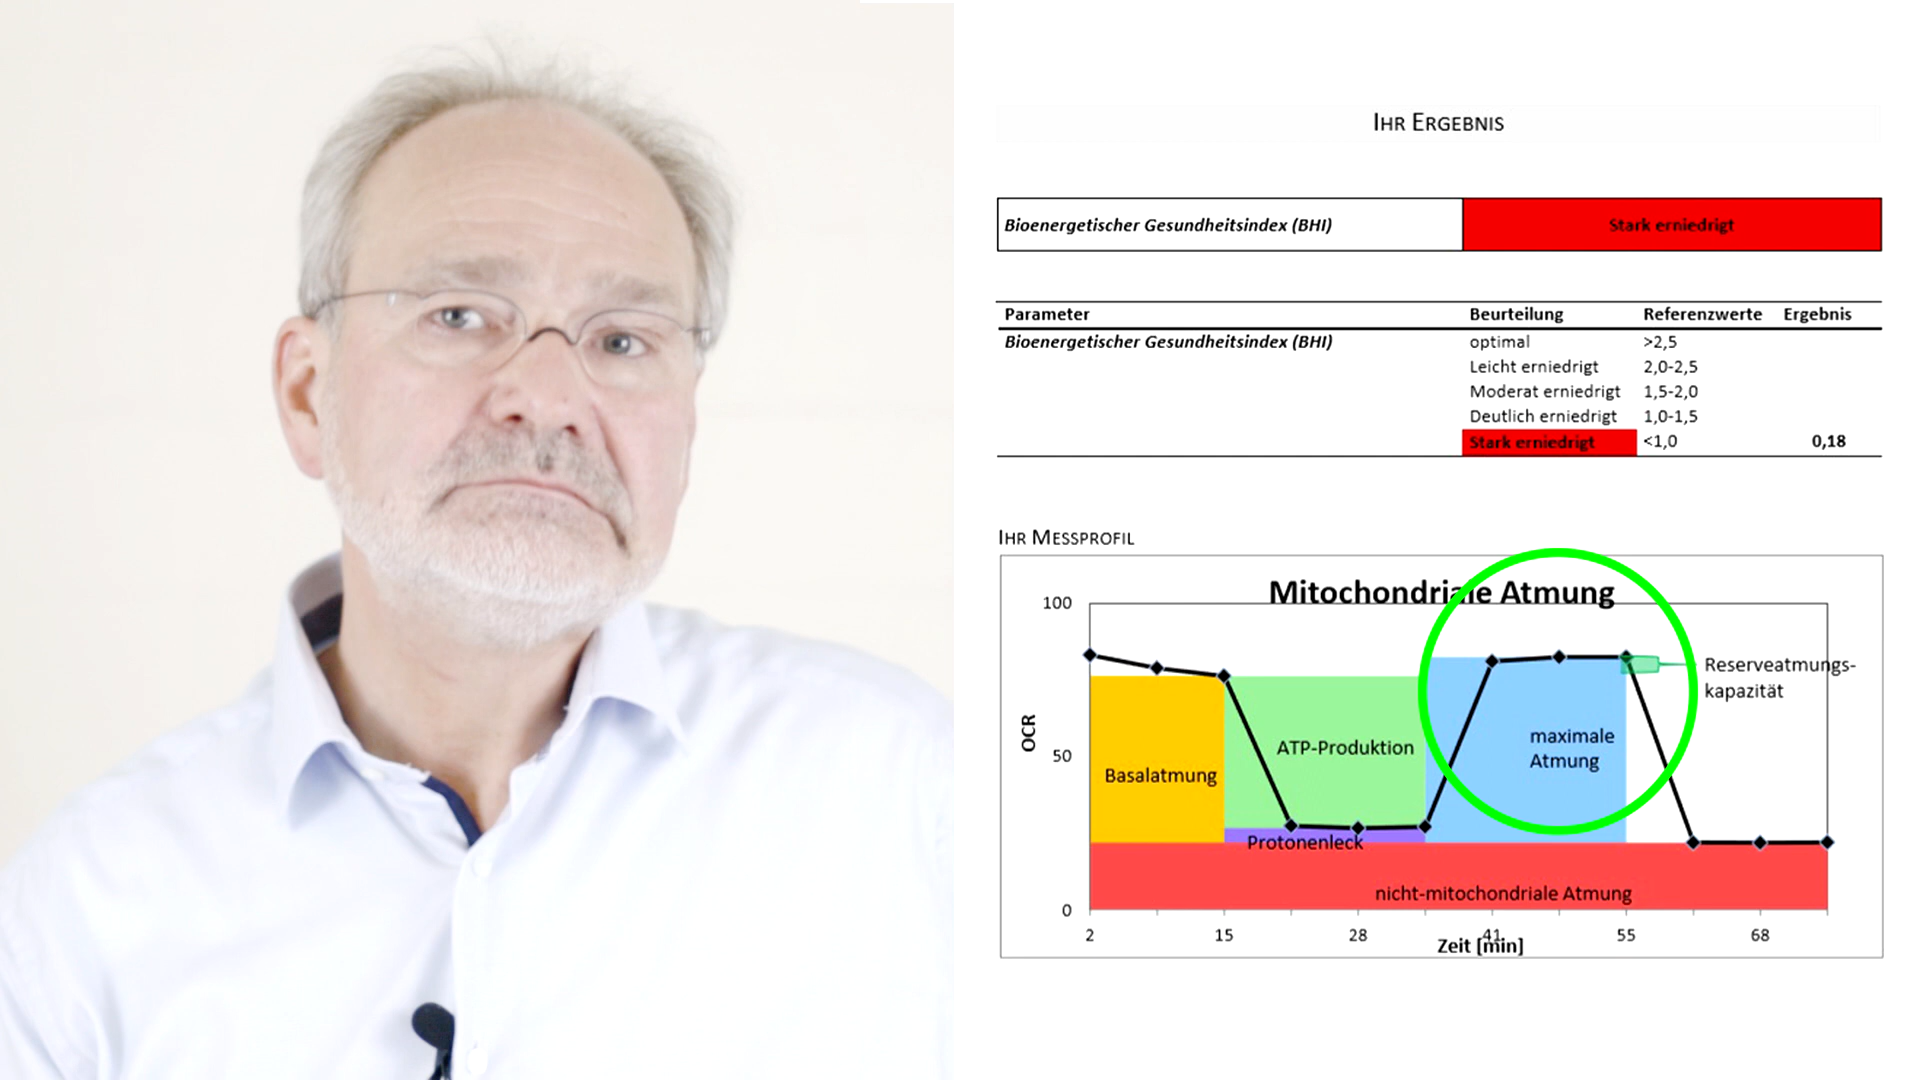 IHR ERGEBNIS
Bioenergetischer Gesundheitsindex (BHI) Stark erniedrigt
Parameter Beurteilung Referenzwerte Ergebnis
Bioenergetischer Gesundheitsindex (BHI) optimal >2,5
Leicht erniedrigt 2,0-2,5
Moderat erniedrigt 1,5-2,0
Deutlich erniedrigt 1,0-1,5
Stark erniedrigt <1,0 0,18
IHR MESSPROFIL
Mitochondriale Atmung
100
50
0
OCR
Basalatmung
ATP-Produktion
Protonenleck
maximale
Atmung
Reserveatmungs-
kapazität
nicht-mitochondriale Atmung
2 15 28 41 55 68
Zeit [min]